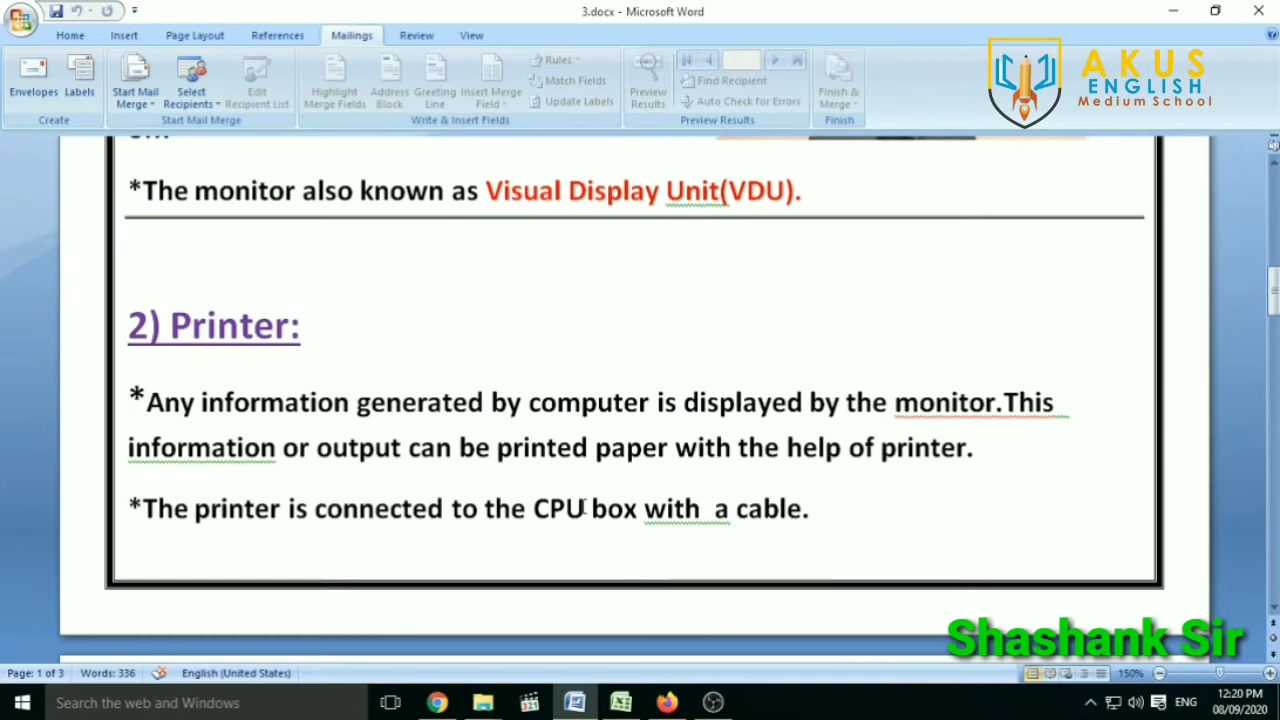 3.docx - Microsoft Word
Home Insert Page Layout References Mailings Review View
Envelopes Labels Start Mail Merge Select Recipients Edit Recipient List Highlight Merge Fields Address Block Greeting Line Insert Merge Field Rules Match Fields Update Labels Preview Results Find Recipient Auto Check for Errors Finish & Merge
Create Start Mail Merge Write & Insert Fields Preview Results Finish
AKUS
ENGLISH
Medium School
*The monitor also known as Visual Display Unit(VDU).
2) Printer:
*Any information generated by computer is displayed by the monitor.This
information or output can be printed paper with the help of printer.
*The printer is connected to the CPU box with  a cable.
Shashank Sir
Page: 1 of 3 Words: 336 English (United States) 150%
Search the web and Windows ENG 12:20 PM
08/09/2020